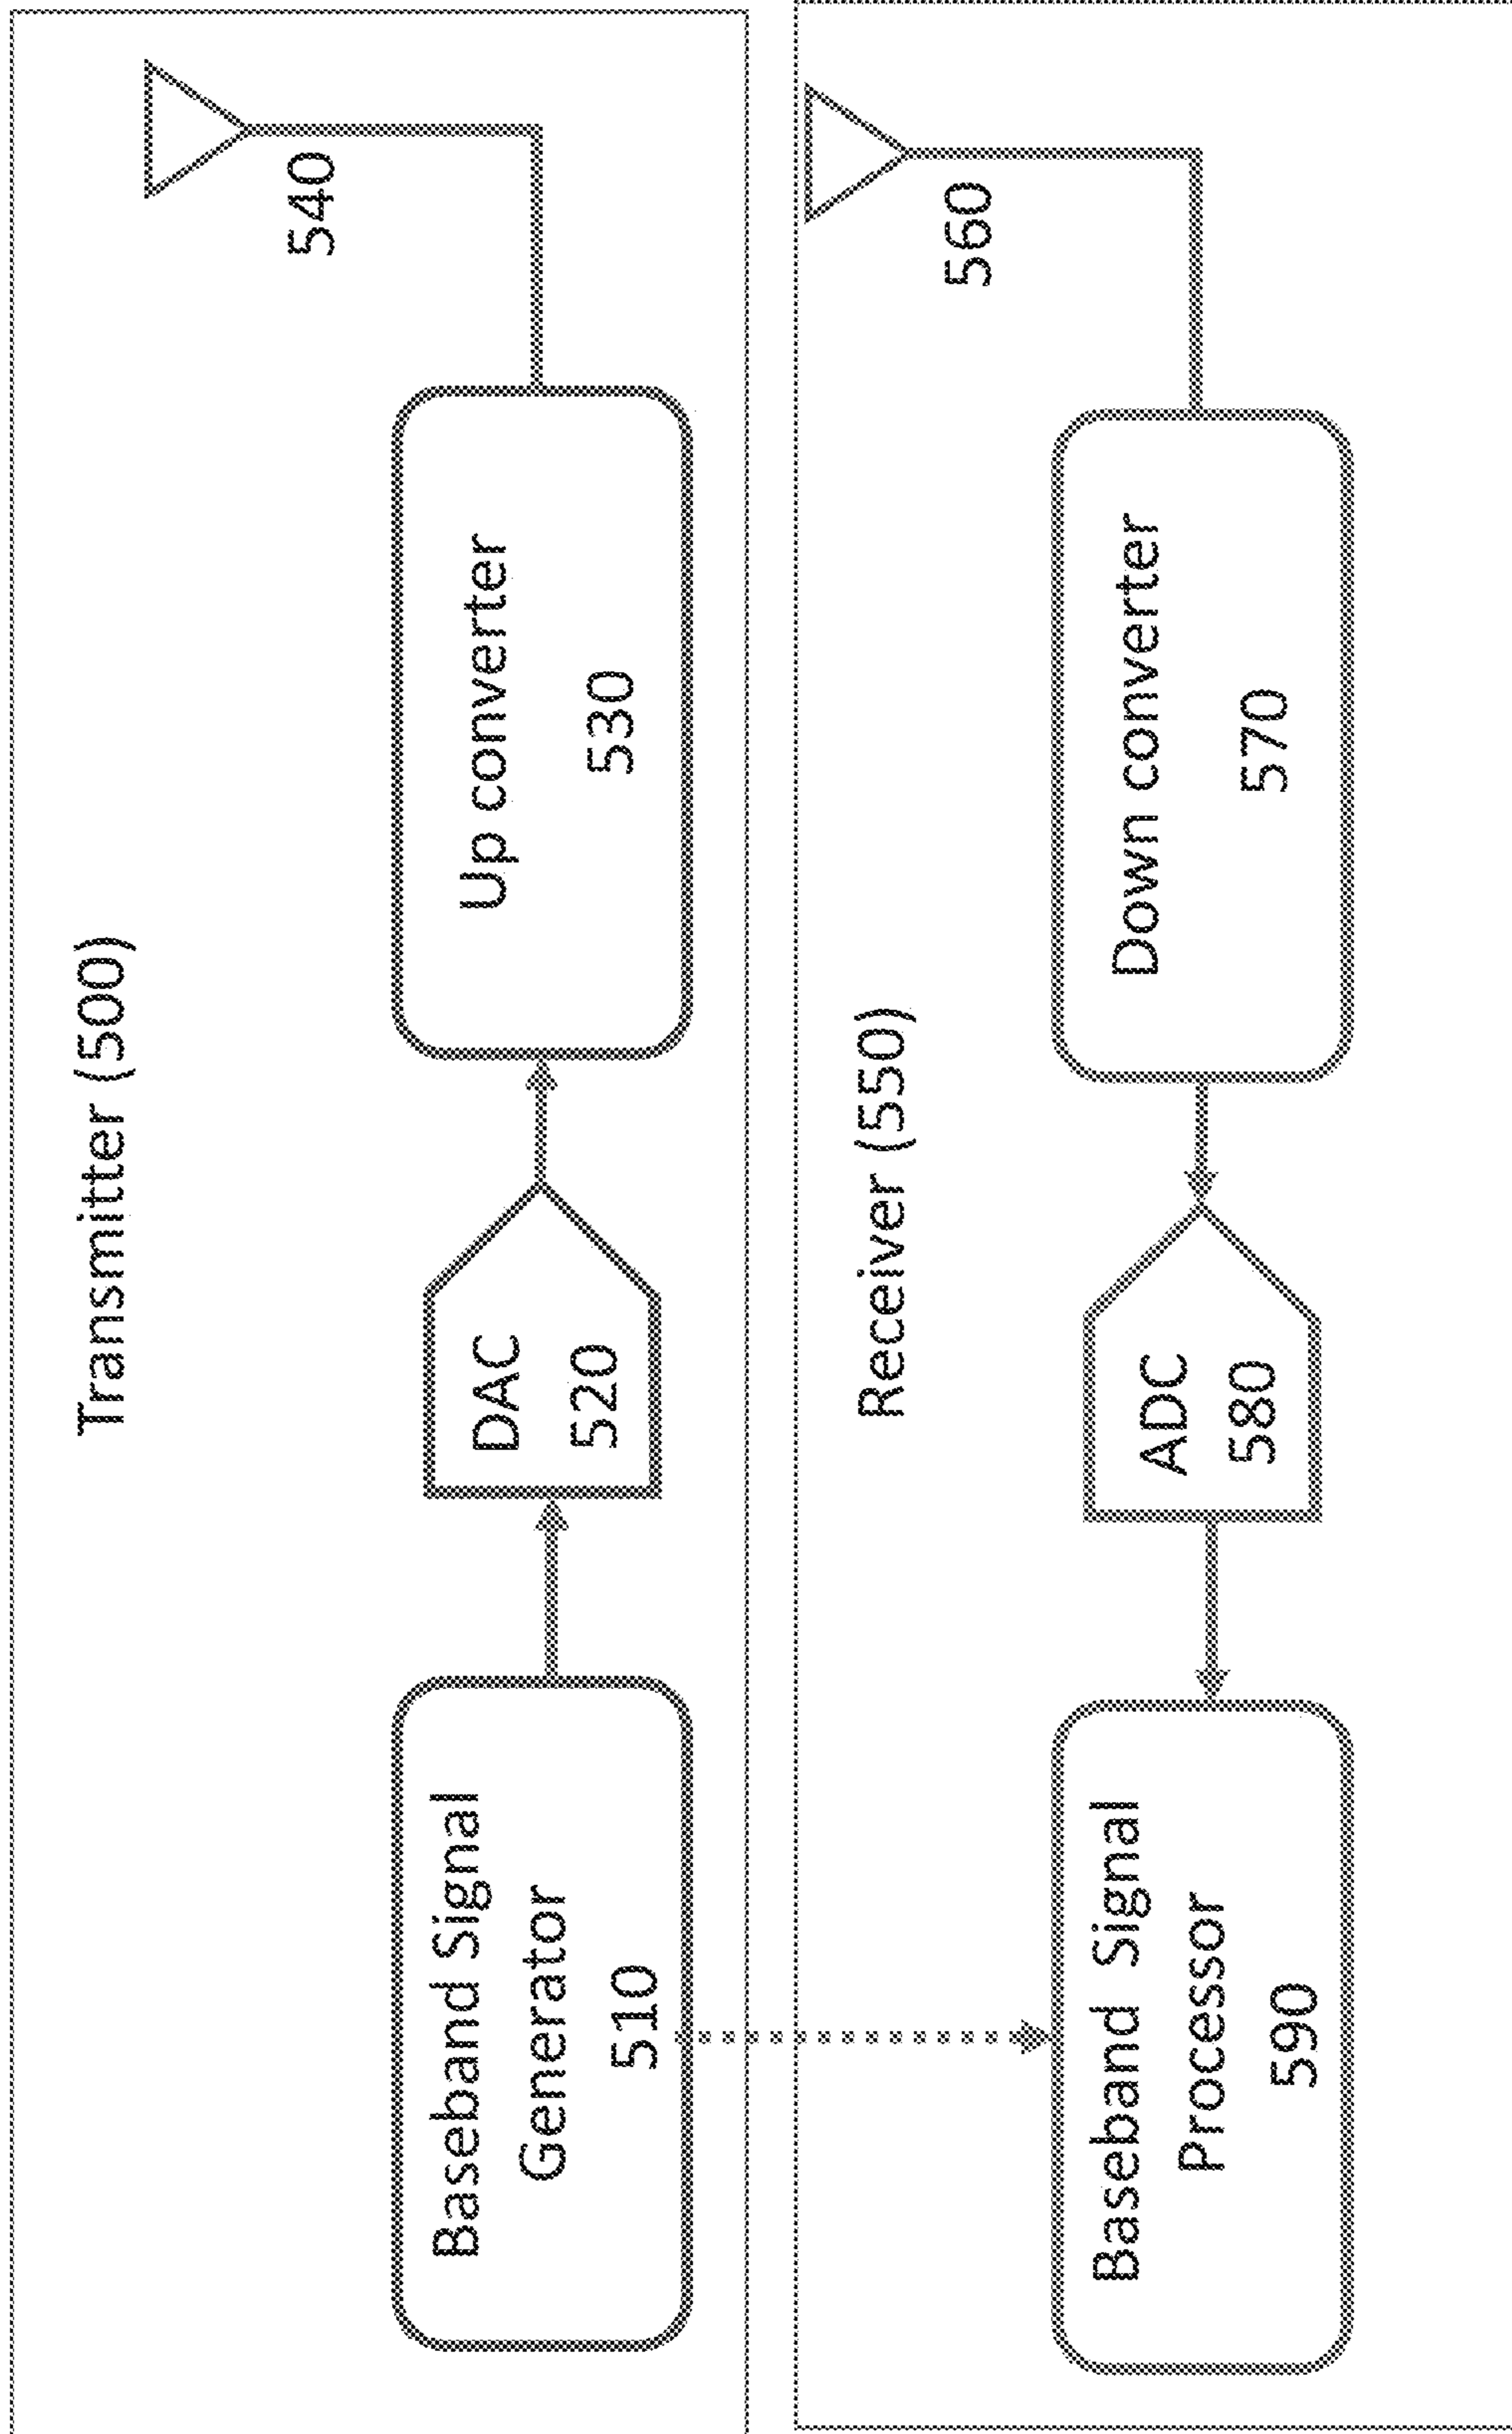 Transmitter (500)
540
Baseband Signal
Generator
510
DAC
520
Up converter
530
Receiver (550)
560
Baseband Signal
Processor
590
ADC
580
Down converter
570